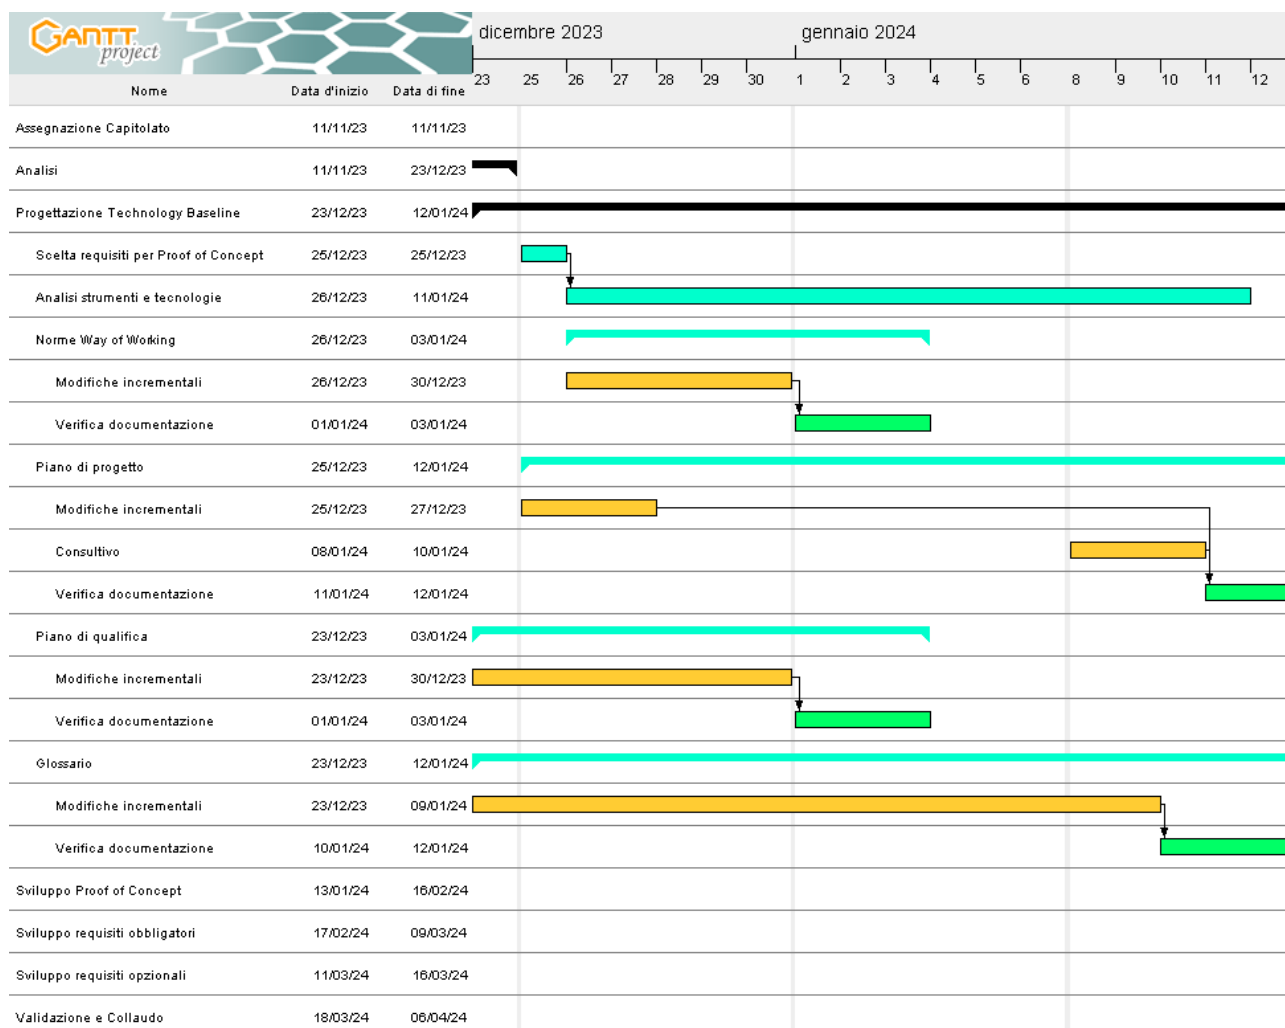 GANTT project
dicembre 2023 gennaio 2024
23 25 26 27 28 29 30 1 2 3 4 5 6 8 9 10 11 12
Nome Data d'inizio Data di fine
Assegnazione Capitolato 11/11/23 11/11/23
Analisi 11/11/23 23/12/23
Progettazione Technology Baseline 23/12/23 12/01/24
Scelta requisiti per Proof of Concept 25/12/23 25/12/23
Analisi strumenti e tecnologie 26/12/23 11/01/24
Norme Way of Working 26/12/23 03/01/24
Modifiche incrementali 26/12/23 30/12/23
Verifica documentazione 01/01/24 03/01/24
Piano di progetto 25/12/23 12/01/24
Modifiche incrementali 25/12/23 27/12/23
Consultivo 08/01/24 10/01/24
Verifica documentazione 11/01/24 12/01/24
Piano di qualifica 23/12/23 03/01/24
Modifiche incrementali 23/12/23 30/12/23
Verifica documentazione 01/01/24 03/01/24
Glossario 23/12/23 12/01/24
Modifiche incrementali 23/12/23 09/01/24
Verifica documentazione 10/01/24 12/01/24
Sviluppo Proof of Concept 13/01/24 16/02/24
Sviluppo requisiti obbligatori 17/02/24 09/03/24
Sviluppo requisiti opzionali 11/03/24 16/03/24
Validazione e Collaudo 18/03/24 06/04/24